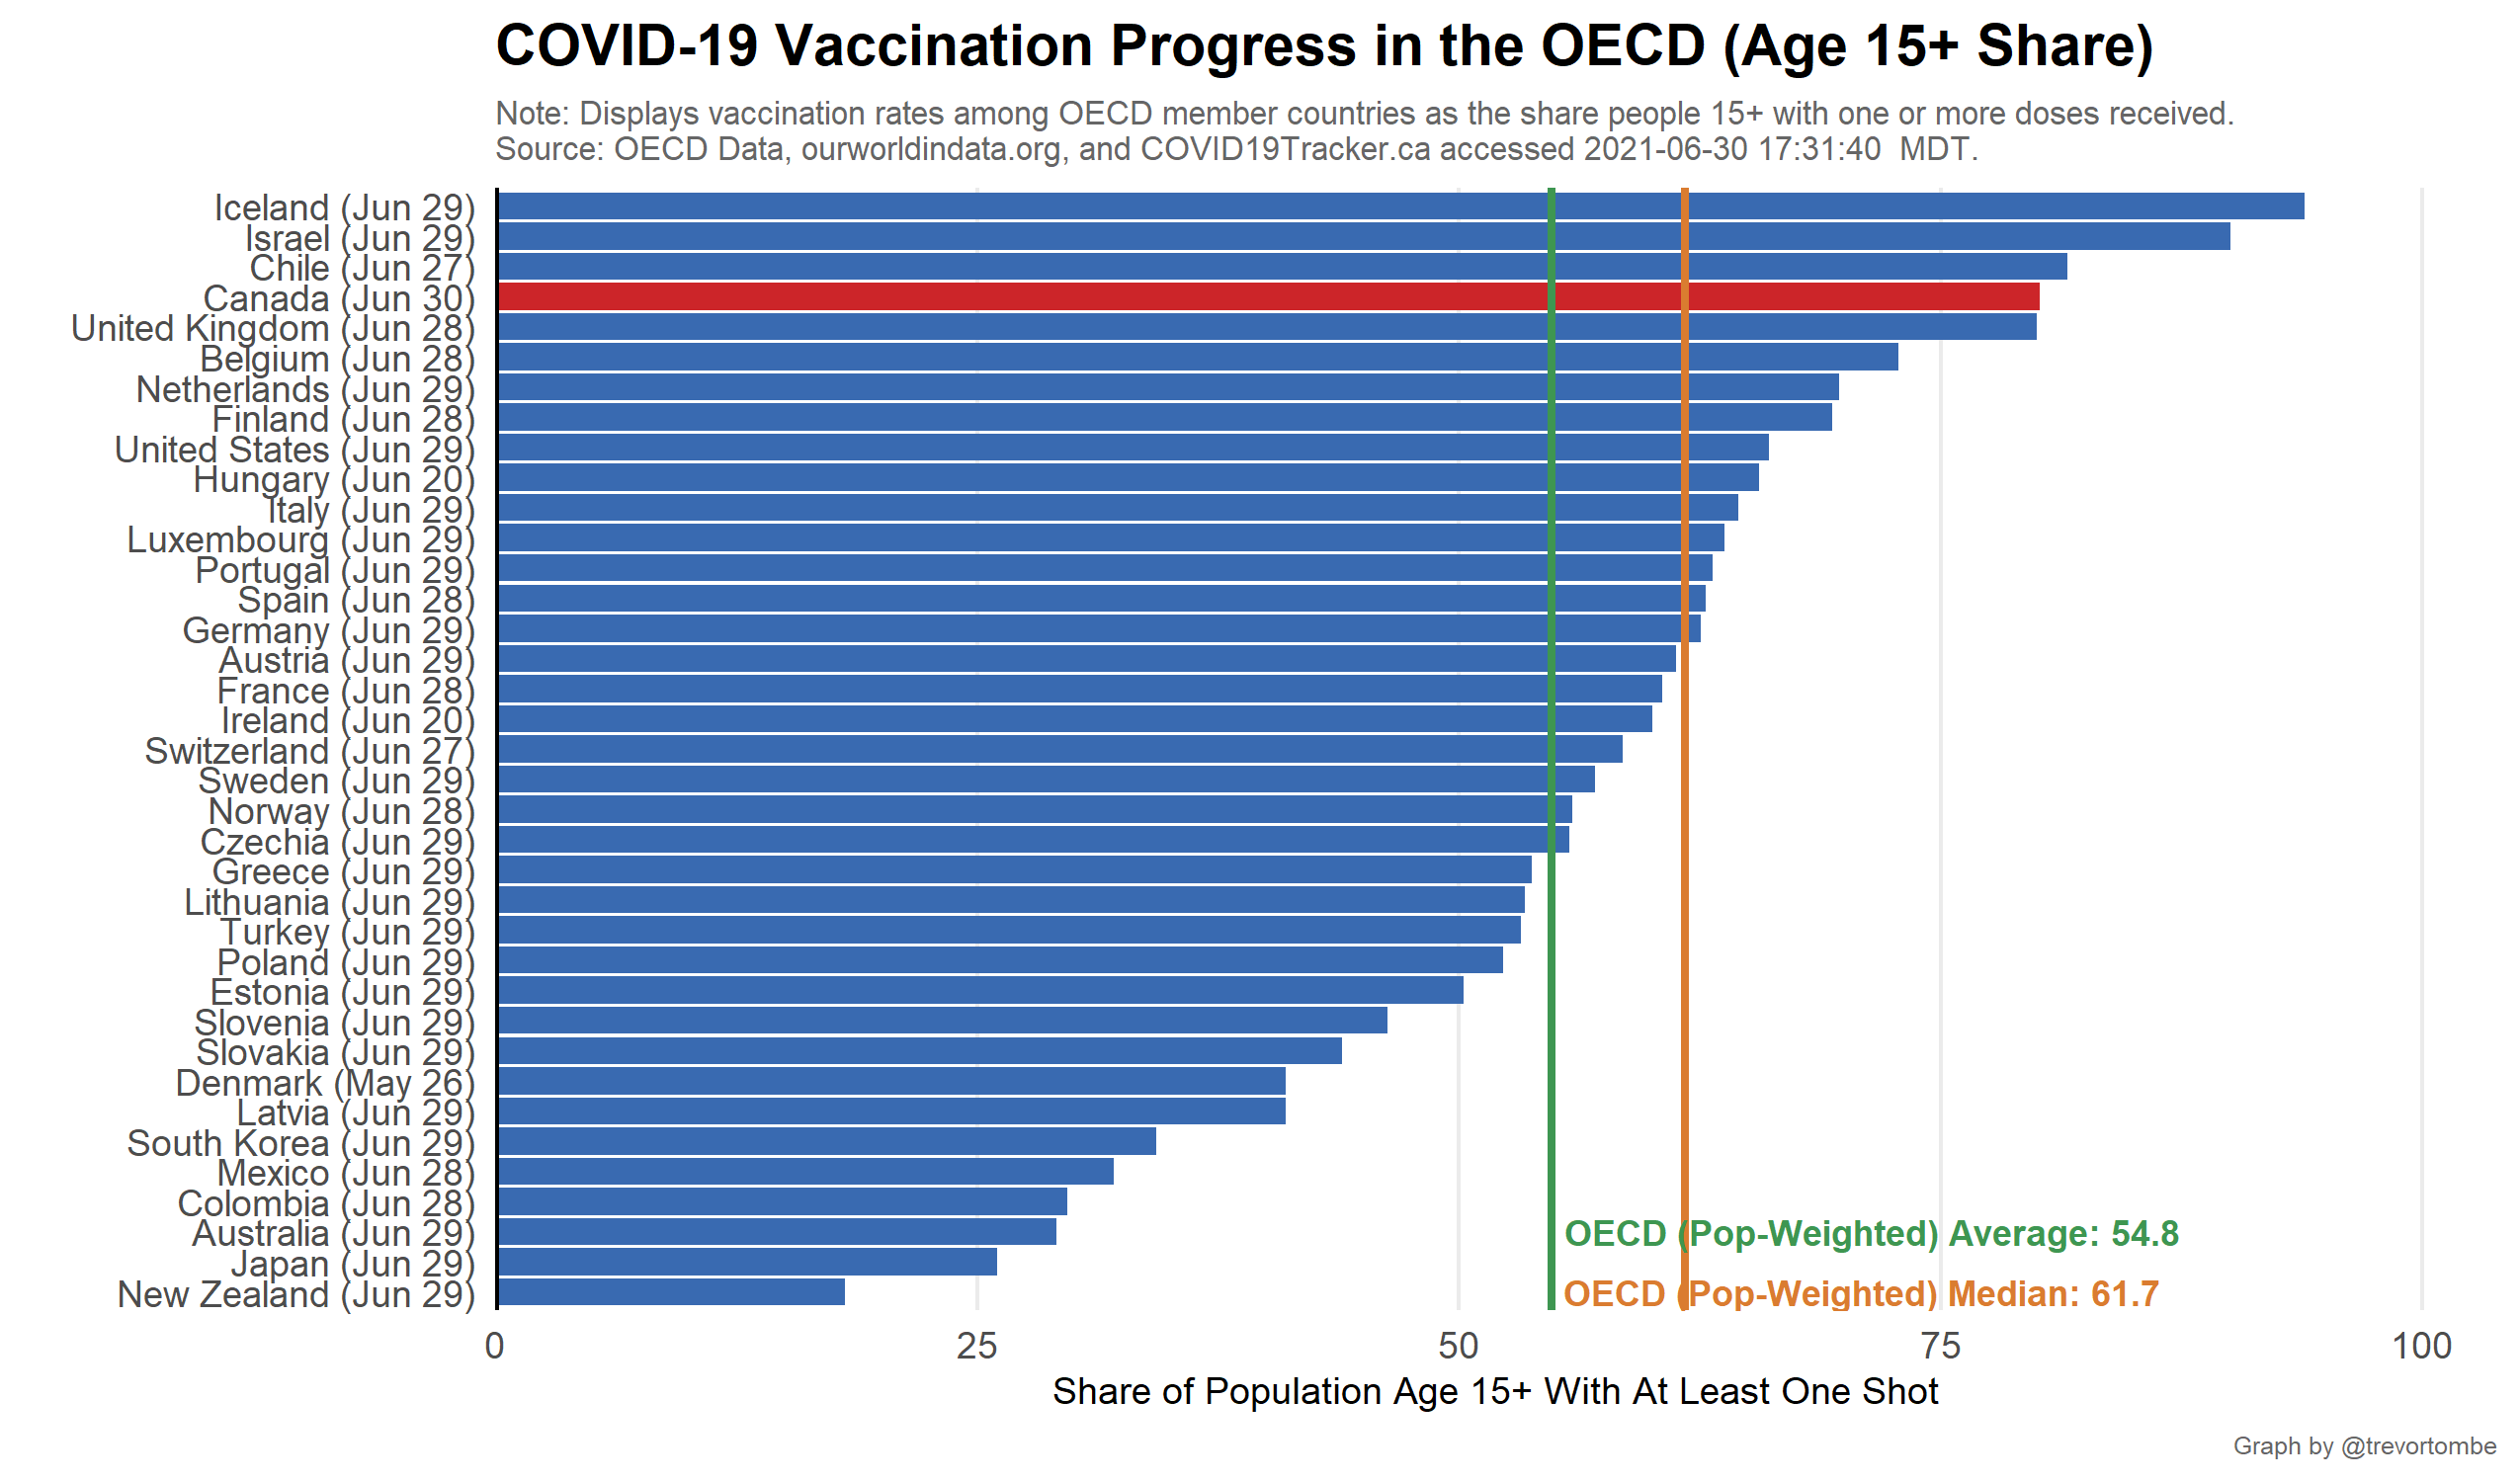 COVID-19 Vaccination Progress in the OECD (Age 15+ Share)
Note: Displays vaccination rates among OECD member countries as the share people 15+ with one or more doses received.
Source: OECD Data, ourworldindata.org, and COVID19Tracker.ca accessed 2021-06-30 17:31:40  MDT.
Iceland (Jun 29)
Israel (Jun 29)
Chile (Jun 27)
Canada (Jun 30)
United Kingdom (Jun 28)
Belgium (Jun 28)
Netherlands (Jun 29)
Finland (Jun 28)
United States (Jun 29)
Hungary (Jun 20)
Italy (Jun 29)
Luxembourg (Jun 29)
Portugal (Jun 29)
Spain (Jun 28)
Germany (Jun 29)
Austria (Jun 29)
France (Jun 28)
Ireland (Jun 20)
Switzerland (Jun 27)
Sweden (Jun 29)
Norway (Jun 28)
Czechia (Jun 29)
Greece (Jun 29)
Lithuania (Jun 29)
Turkey (Jun 29)
Poland (Jun 29)
Estonia (Jun 29)
Slovenia (Jun 29)
Slovakia (Jun 29)
Denmark (May 26)
Latvia (Jun 29)
South Korea (Jun 29)
Mexico (Jun 28)
Colombia (Jun 28)
Australia (Jun 29)
OECD (Pop-Weighted) Average: 54.8
Japan (Jun 29)
New Zealand (Jun 29)
OECD (Pop-Weighted) Median: 61.7
0 25 50 75 100
Share of Population Age 15+ With At Least One Shot
Graph by @trevortombe